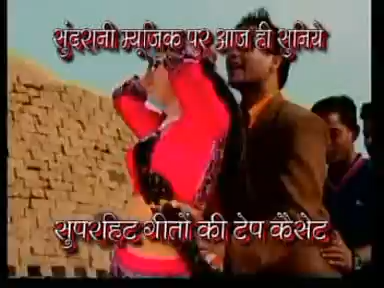 सुंदरानी म्यूजिक पर आज ही सुनिये
सुपरहिट गीतों की टेप कैसेट